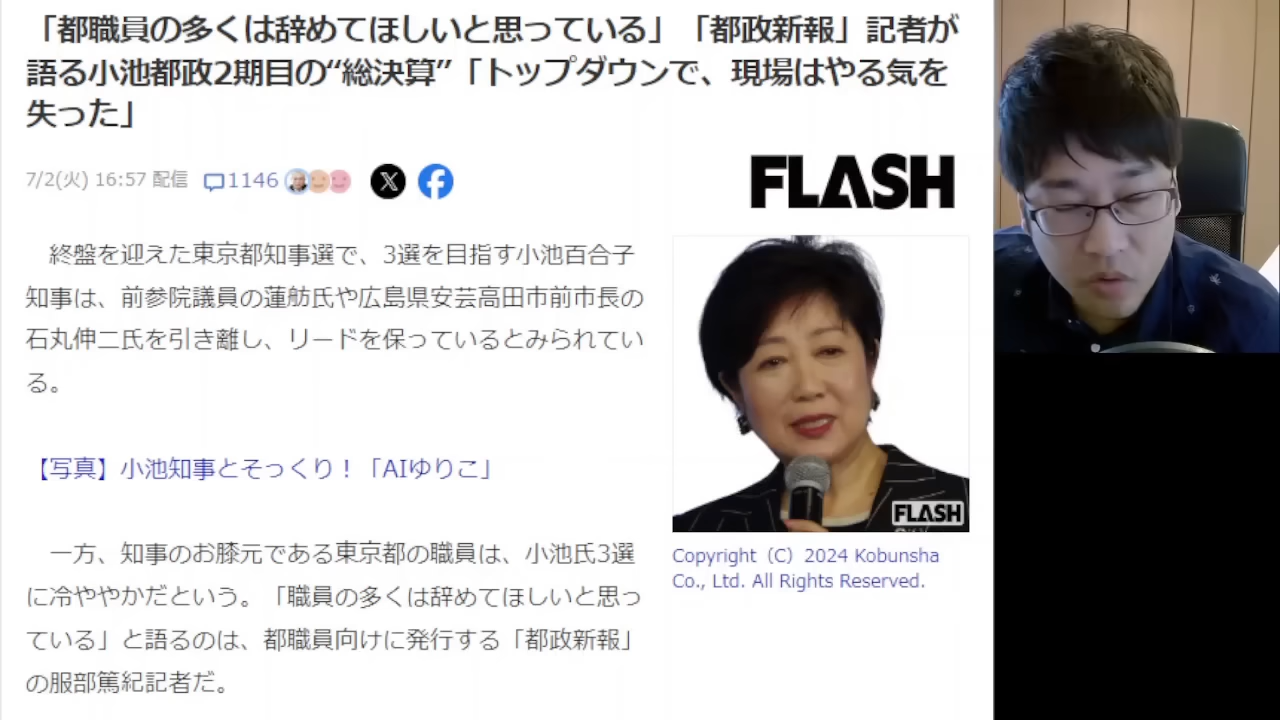 「都職員の多くは辞めてほしいと思っている」「都政新報」記者が
語る小池都政2期目の“総決算”「トップダウンで、現場はやる気を
失った」
7/2(火) 16:57 配信
1146
FLASH
終盤を迎えた東京都知事選で、3選を目指す小池百合子
知事は、前参院議員の蓮舫氏や広島県安芸高田市前市長の
石丸伸二氏を引き離し、リードを保っているとみられてい
る。
【写真】小池知事とそっくり！「AIゆりこ」
一方、知事のお膝元である東京都の職員は、小池氏3選
に冷ややかだという。「職員の多くは辞めてほしいと思っ
ている」と語るのは、都職員向けに発行する「都政新報」
の服部篤紀記者だ。
FLASH
Copyright（C）2024 Kobunsha
Co., Ltd. All Rights Reserved.